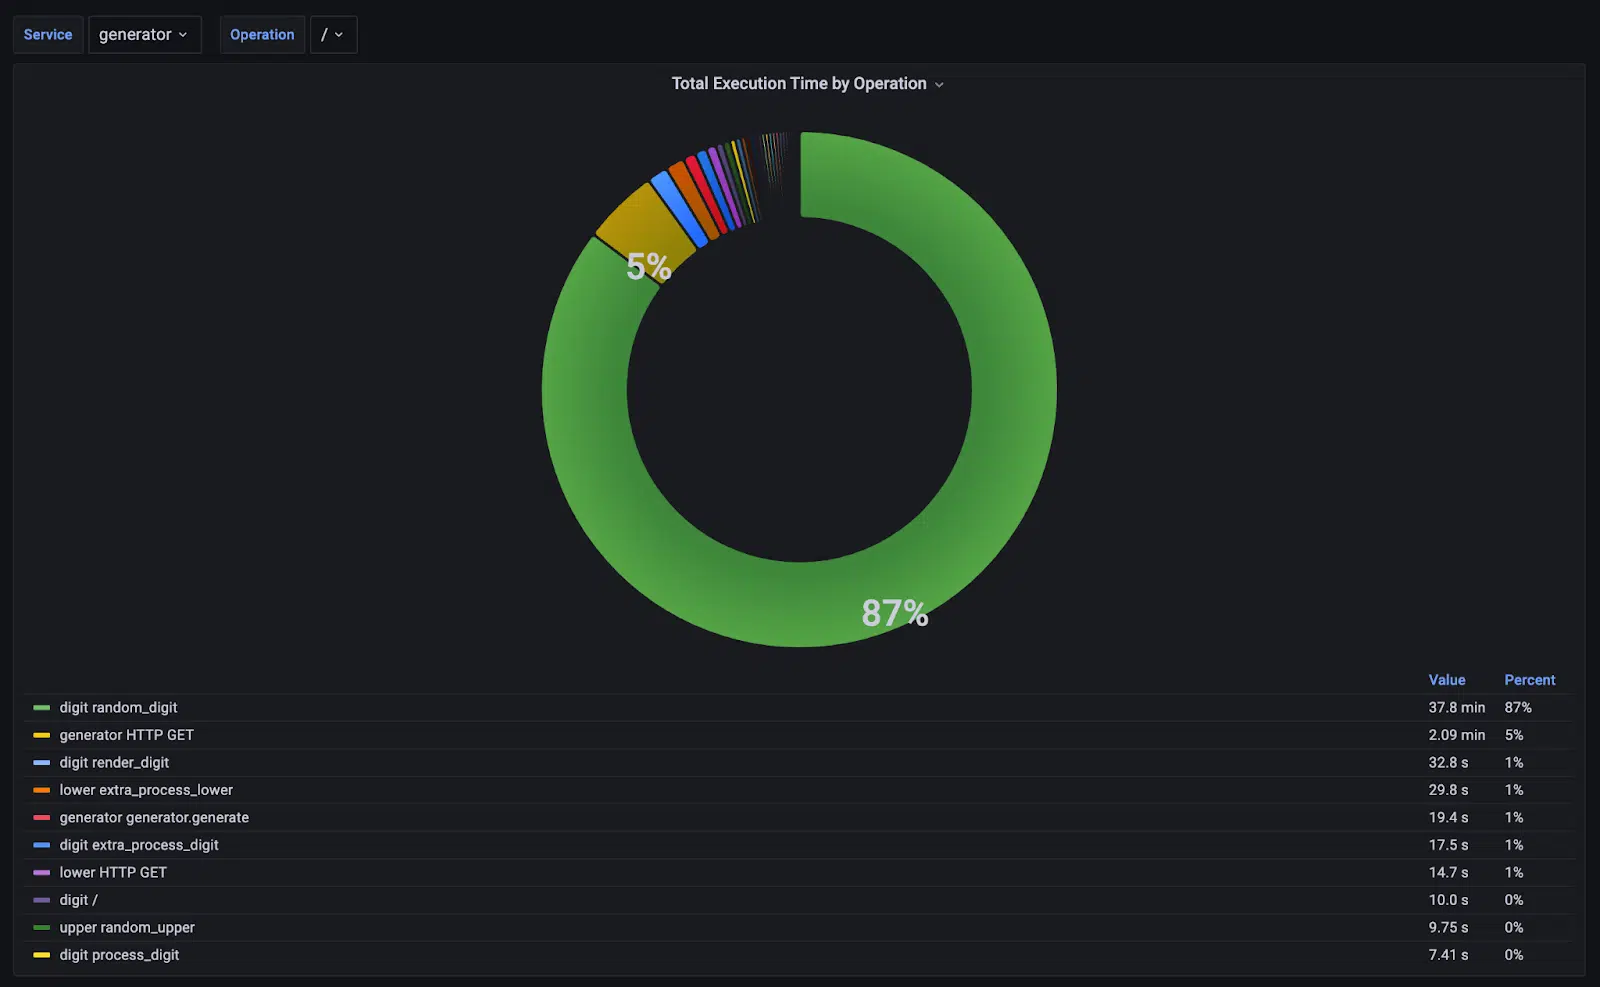 Service generator Operation /
Total Execution Time by Operation
5%
87%
Value Percent
digit random_digit 37.8 min 87%
generator HTTP GET 2.09 min 5%
digit render_digit 32.8 s 1%
lower extra_process_lower 29.8 s 1%
generator generator.generate 19.4 s 1%
digit extra_process_digit 17.5 s 1%
lower HTTP GET 14.7 s 1%
digit / 10.0 s 0%
upper random_upper 9.75 s 0%
digit process_digit 7.41 s 0%